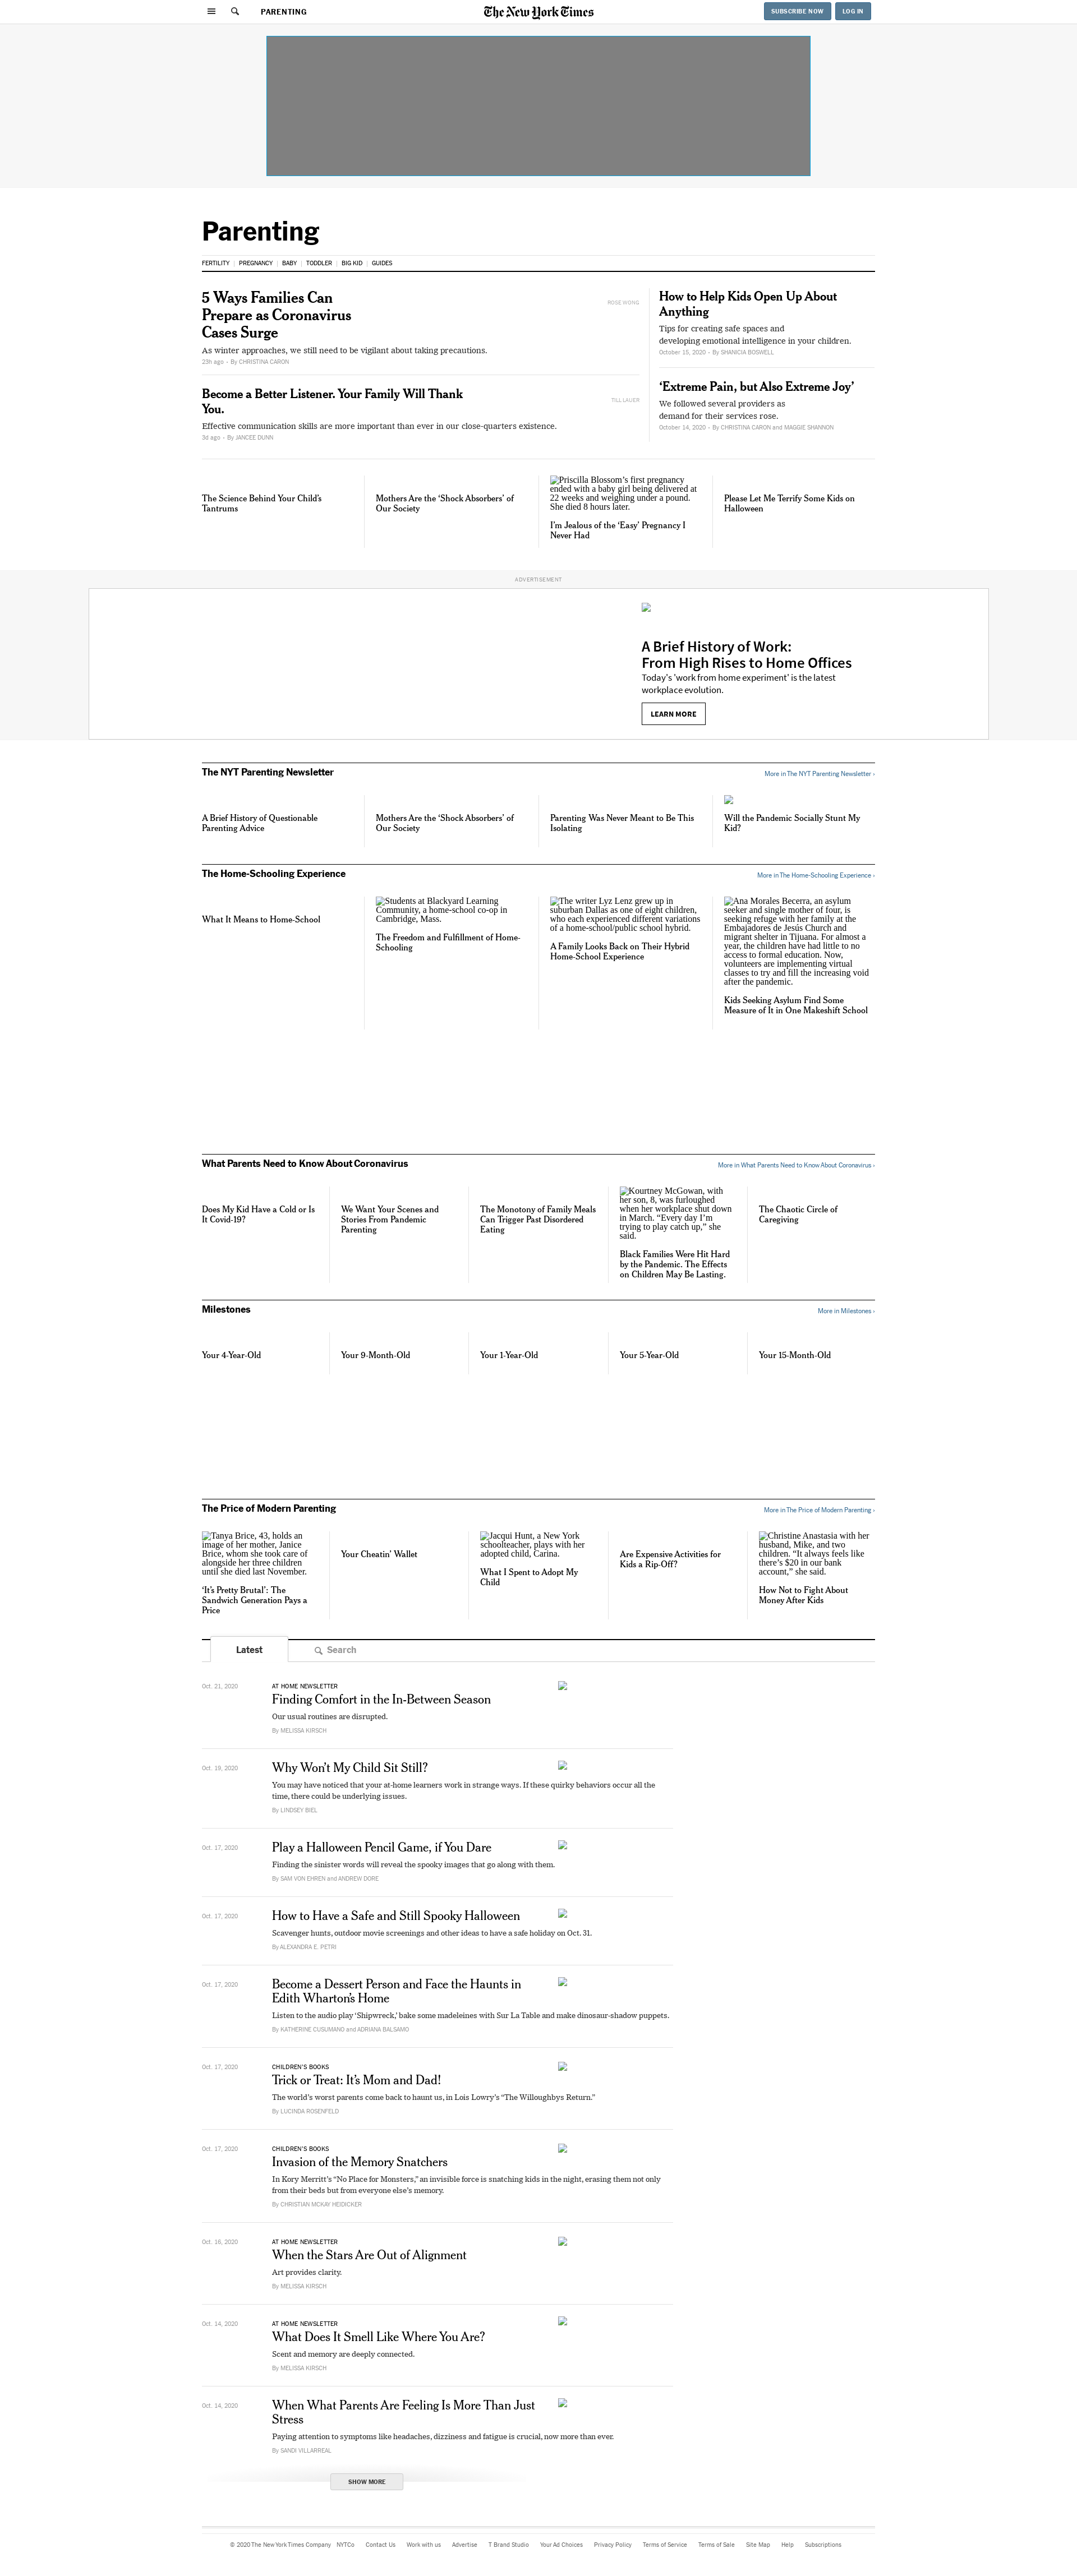 PARENTING
The New York Times
SUBSCRIBE NOW
LOG IN
Parenting
FERTILITY | PREGNANCY | BABY | TODDLER | BIG KID | GUIDES
5 Ways Families Can
Prepare as Coronavirus
Cases Surge
As winter approaches, we still need to be vigilant about taking precautions.
23h ago · By CHRISTINA CARON
ROSE WONG
Become a Better Listener. Your Family Will Thank
You.
Effective communication skills are more important than ever in our close-quarters existence.
3d ago · By JANCEE DUNN
TILL LAUER
How to Help Kids Open Up About
Anything
Tips for creating safe spaces and
developing emotional intelligence in your children.
October 15, 2020 · By SHANICIA BOSWELL
‘Extreme Pain, but Also Extreme Joy’
We followed several providers as
demand for their services rose.
October 14, 2020 · By CHRISTINA CARON and MAGGIE SHANNON
The Science Behind Your Child’s
Tantrums
Mothers Are the ‘Shock Absorbers’ of
Our Society
Priscilla Blossom’s first pregnancy
ended with a baby girl being delivered at
22 weeks and weighing under a pound.
She died 8 hours later.
I’m Jealous of the ‘Easy’ Pregnancy I
Never Had
Please Let Me Terrify Some Kids on
Halloween
ADVERTISEMENT
A Brief History of Work:
From High Rises to Home Offices
Today's 'work from home experiment' is the latest
workplace evolution.
LEARN MORE
The NYT Parenting Newsletter
More in The NYT Parenting Newsletter ›
A Brief History of Questionable
Parenting Advice
Mothers Are the ‘Shock Absorbers’ of
Our Society
Parenting Was Never Meant to Be This
Isolating
Will the Pandemic Socially Stunt My
Kid?
The Home-Schooling Experience
More in The Home-Schooling Experience ›
What It Means to Home-School
Students at Blackyard Learning
Community, a home-school co-op in
Cambridge, Mass.
The Freedom and Fulfillment of Home-
Schooling
The writer Lyz Lenz grew up in
suburban Dallas as one of eight children,
who each experienced different variations
of a home-school/public school hybrid.
A Family Looks Back on Their Hybrid
Home-School Experience
Ana Morales Becerra, an asylum
seeker and single mother of four, is
seeking refuge with her family at the
Embajadores de Jesús Church and
migrant shelter in Tijuana. For almost a
year, the children have had little to no
access to formal education. Now,
volunteers are implementing virtual
classes to try and fill the increasing void
after the pandemic.
Kids Seeking Asylum Find Some
Measure of It in One Makeshift School
What Parents Need to Know About Coronavirus
More in What Parents Need to Know About Coronavirus ›
Does My Kid Have a Cold or Is
It Covid-19?
We Want Your Scenes and
Stories From Pandemic
Parenting
The Monotony of Family Meals
Can Trigger Past Disordered
Eating
Kourtney McGowan, with
her son, 8, was furloughed
when her workplace shut down
in March. “Every day I’m
trying to play catch up,” she
said.
Black Families Were Hit Hard
by the Pandemic. The Effects
on Children May Be Lasting.
The Chaotic Circle of
Caregiving
Milestones
More in Milestones ›
Your 4-Year-Old
Your 9-Month-Old
Your 1-Year-Old
Your 5-Year-Old
Your 15-Month-Old
The Price of Modern Parenting
More in The Price of Modern Parenting ›
Tanya Brice, 43, holds an
image of her mother, Janice
Brice, whom she took care of
alongside her three children
until she died last November.
‘It’s Pretty Brutal’: The
Sandwich Generation Pays a
Price
Your Cheatin’ Wallet
Jacqui Hunt, a New York
schoolteacher, plays with her
adopted child, Carina.
What I Spent to Adopt My
Child
Are Expensive Activities for
Kids a Rip-Off?
Christine Anastasia with her
husband, Mike, and two
children. “It always feels like
there’s $20 in our bank
account,” she said.
How Not to Fight About
Money After Kids
Latest
Search
Oct. 21, 2020
AT HOME NEWSLETTER
Finding Comfort in the In-Between Season
Our usual routines are disrupted.
By MELISSA KIRSCH
Oct. 19, 2020
Why Won’t My Child Sit Still?
You may have noticed that your at-home learners work in strange ways. If these quirky behaviors occur all the
time, there could be underlying issues.
By LINDSEY BIEL
Oct. 17, 2020
Play a Halloween Pencil Game, if You Dare
Finding the sinister words will reveal the spooky images that go along with them.
By SAM VON EHREN and ANDREW DORE
Oct. 17, 2020
How to Have a Safe and Still Spooky Halloween
Scavenger hunts, outdoor movie screenings and other ideas to have a safe holiday on Oct. 31.
By ALEXANDRA E. PETRI
Oct. 17, 2020
Become a Dessert Person and Face the Haunts in
Edith Wharton’s Home
Listen to the audio play ‘Shipwreck,’ bake some madeleines with Sur La Table and make dinosaur-shadow puppets.
By KATHERINE CUSUMANO and ADRIANA BALSAMO
Oct. 17, 2020
CHILDREN’S BOOKS
Trick or Treat: It’s Mom and Dad!
The world’s worst parents come back to haunt us, in Lois Lowry’s “The Willoughbys Return.”
By LUCINDA ROSENFELD
Oct. 17, 2020
CHILDREN’S BOOKS
Invasion of the Memory Snatchers
In Kory Merritt’s “No Place for Monsters,” an invisible force is snatching kids in the night, erasing them not only
from their beds but from everyone else’s memory.
By CHRISTIAN MCKAY HEIDICKER
Oct. 16, 2020
AT HOME NEWSLETTER
When the Stars Are Out of Alignment
Art provides clarity.
By MELISSA KIRSCH
Oct. 14, 2020
AT HOME NEWSLETTER
What Does It Smell Like Where You Are?
Scent and memory are deeply connected.
By MELISSA KIRSCH
Oct. 14, 2020
When What Parents Are Feeling Is More Than Just
Stress
Paying attention to symptoms like headaches, dizziness and fatigue is crucial, now more than ever.
By SANDI VILLARREAL
SHOW MORE
© 2020 The New York Times Company NYTCo Contact Us Work with us Advertise T Brand Studio Your Ad Choices Privacy Policy Terms of Service Terms of Sale Site Map Help Subscriptions